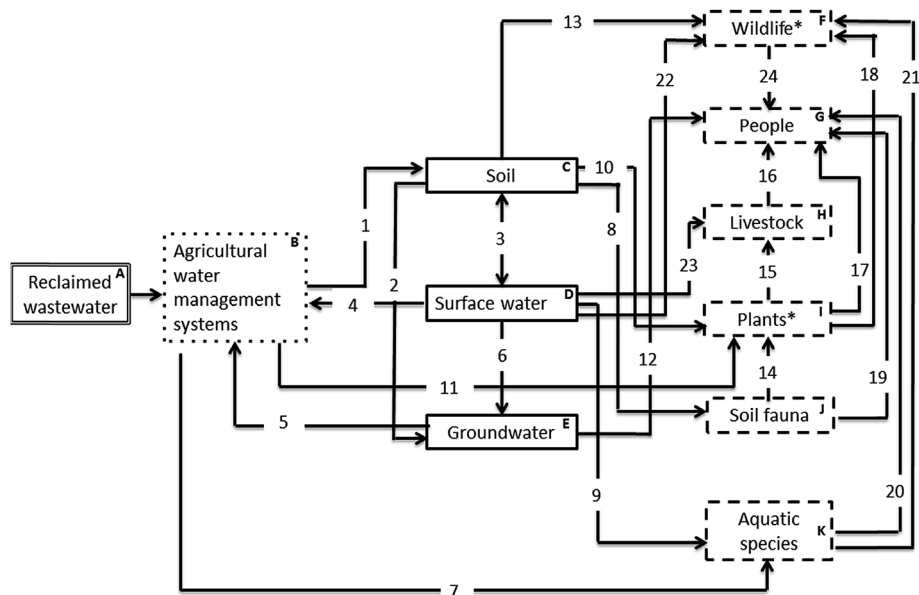 13
Wildlife* F
21
22
24
18
People G
Soil C
10
16
1
8
Livestock H
Agricultural B
water
management
systems
Reclaimed A
wastewater
3
23
15
17
2
4
Surface water D
Plants* I
6
12
14
11
19
Soil fauna J
5
Groundwater E
9
20
Aquatic
species K
7